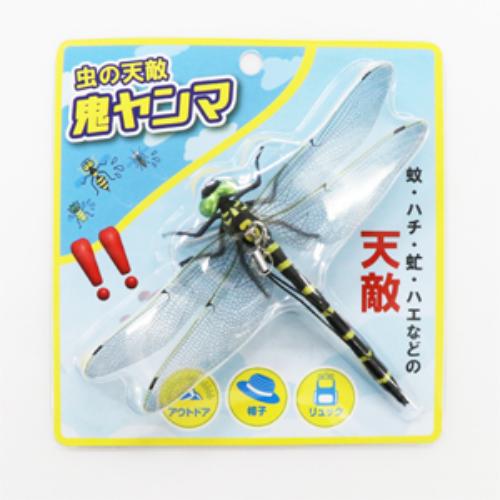 虫の天敵
鬼ヤンマ
!!
蚊・ハチ・虻・ハエなどの
天敵
アウトドア
帽子
リュック